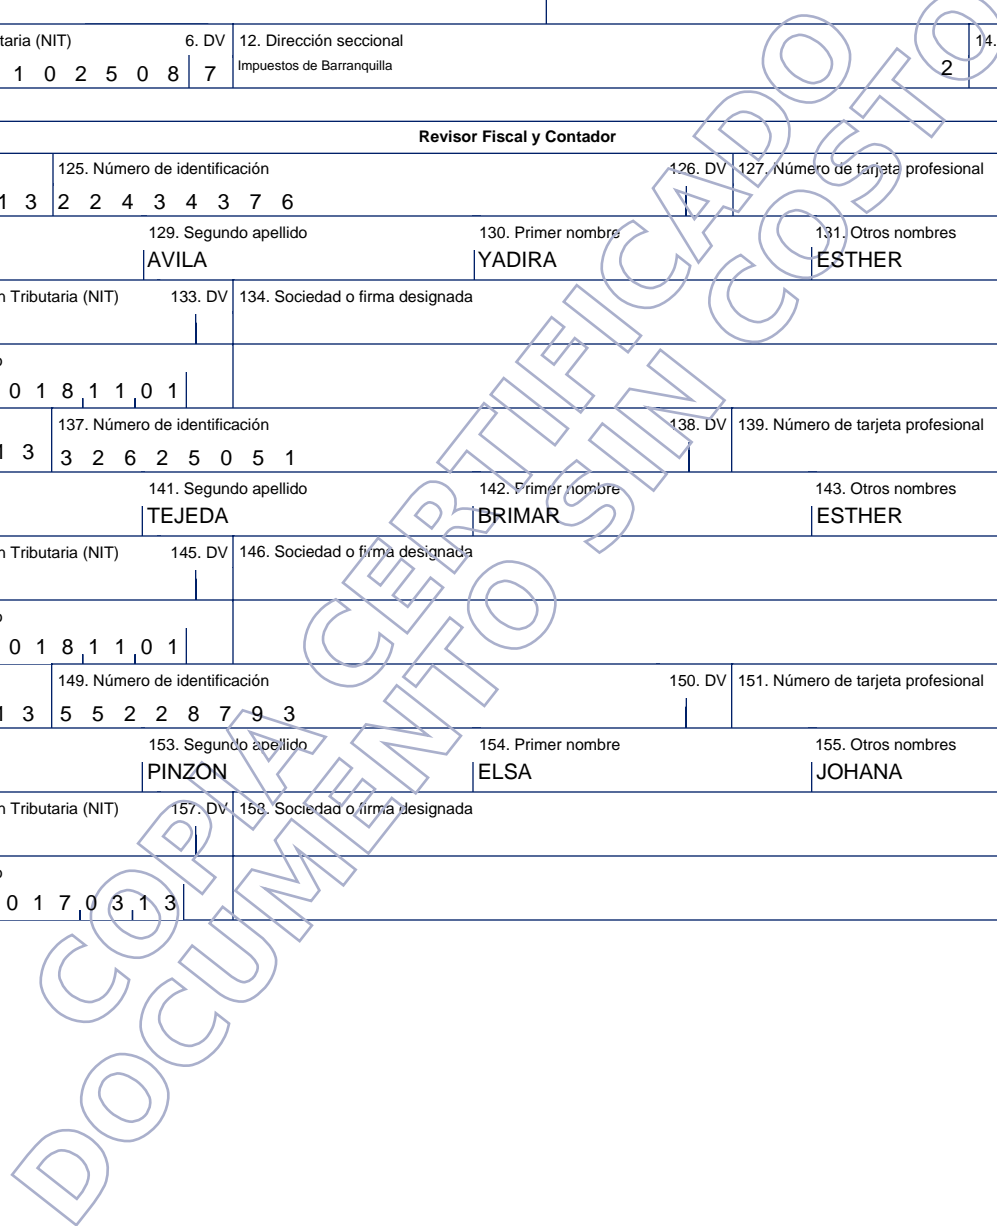 taria (NIT) 6. DV 12. Dirección seccional 14.
1 0 2 5 0 8 7 Impuestos de Barranquilla 2
Revisor Fiscal y Contador
125. Número de identificación 126. DV 127. Número de tarjeta profesional
1 3 2 2 4 3 4 3 7 6
129. Segundo apellido 130. Primer nombre 131. Otros nombres
AVILA YADIRA ESTHER
n Tributaria (NIT) 133. DV 134. Sociedad o firma designada
o
0 1 8 1 1 0 1
137. Número de identificación 138. DV 139. Número de tarjeta profesional
1 3 3 2 6 2 5 0 5 1
141. Segundo apellido 142. Primer nombre 143. Otros nombres
TEJEDA BRIMAR ESTHER
n Tributaria (NIT) 145. DV 146. Sociedad o firma designada
o
0 1 8 1 1 0 1
149. Número de identificación 150. DV 151. Número de tarjeta profesional
1 3 5 5 2 2 8 7 9 3
153. Segundo apellido 154. Primer nombre 155. Otros nombres
PINZON ELSA JOHANA
n Tributaria (NIT) 157. DV 158. Sociedad o firma designada
o
0 1 7 0 3 1 3
COPIA CERTIFICADO
DOCUMENTO SIN COSTO